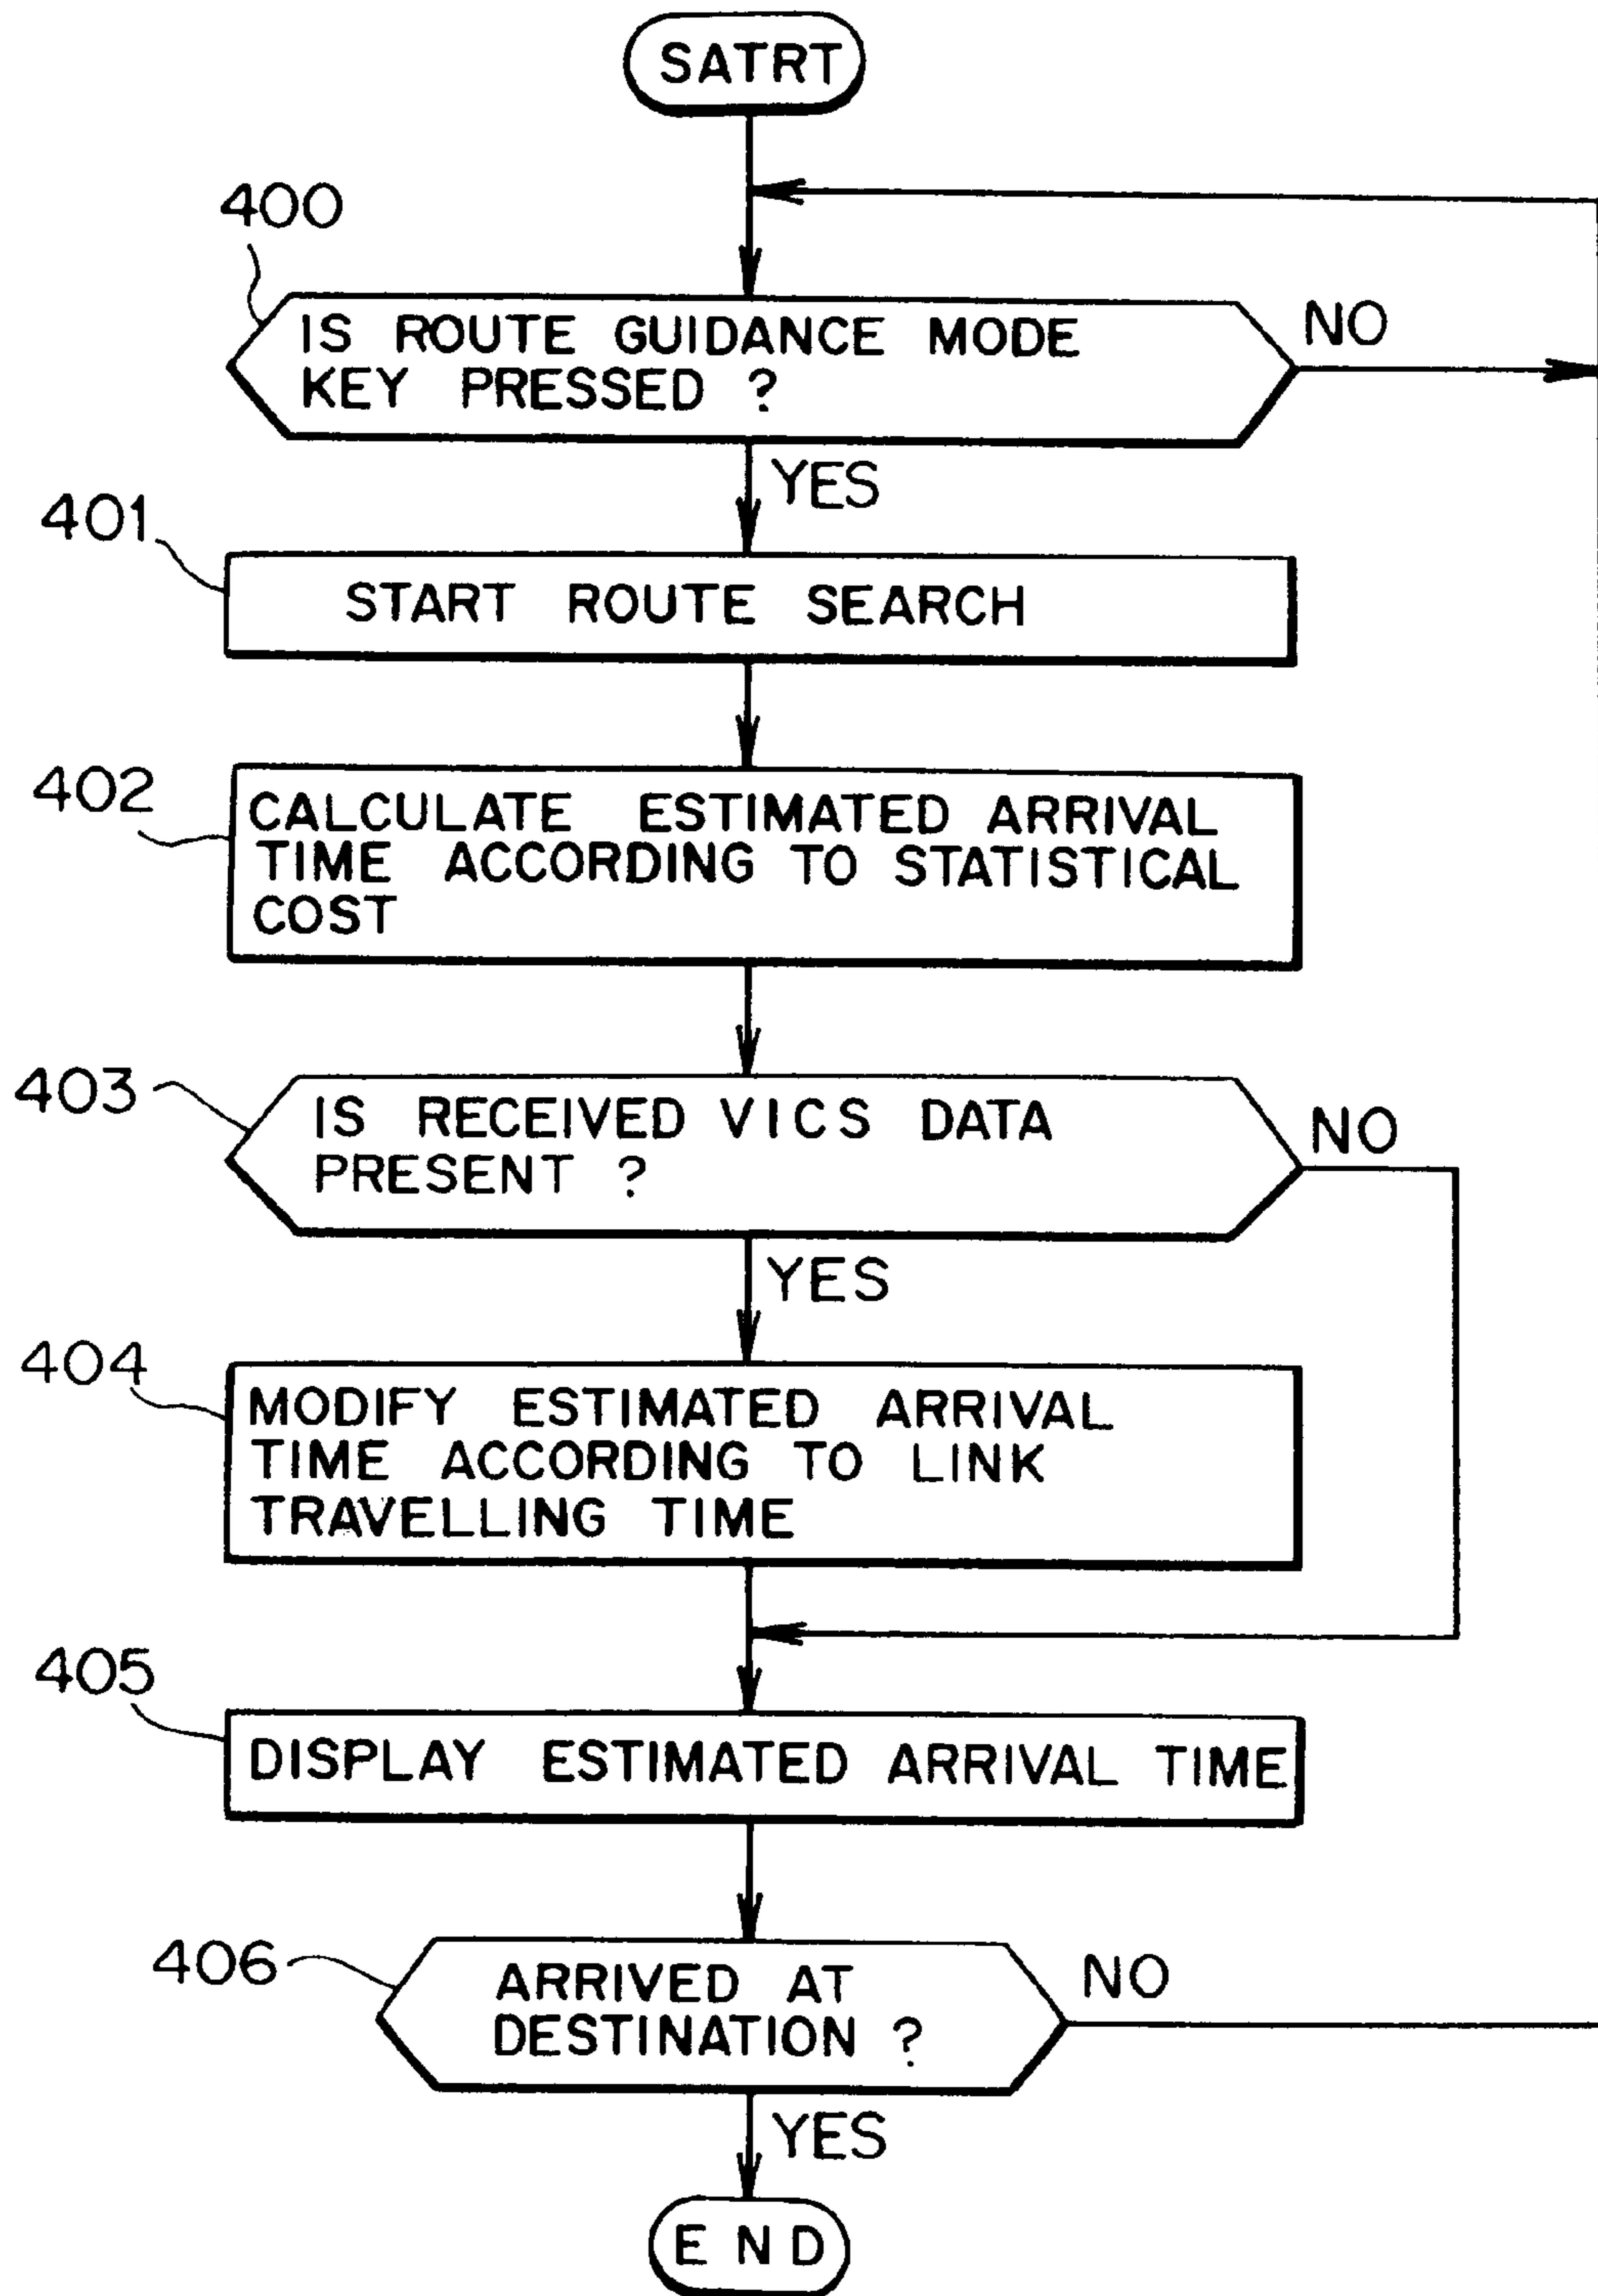 SATRT
400
IS ROUTE GUIDANCE MODE
KEY PRESSED ?
NO
YES
401
START ROUTE SEARCH
402
CALCULATE ESTIMATED ARRIVAL
TIME ACCORDING TO STATISTICAL
COST
403
IS RECEIVED VICS DATA
PRESENT ?
NO
YES
404
MODIFY ESTIMATED ARRIVAL
TIME ACCORDING TO LINK
TRAVELLING TIME
405
DISPLAY ESTIMATED ARRIVAL TIME
406
ARRIVED AT
DESTINATION ?
NO
YES
END